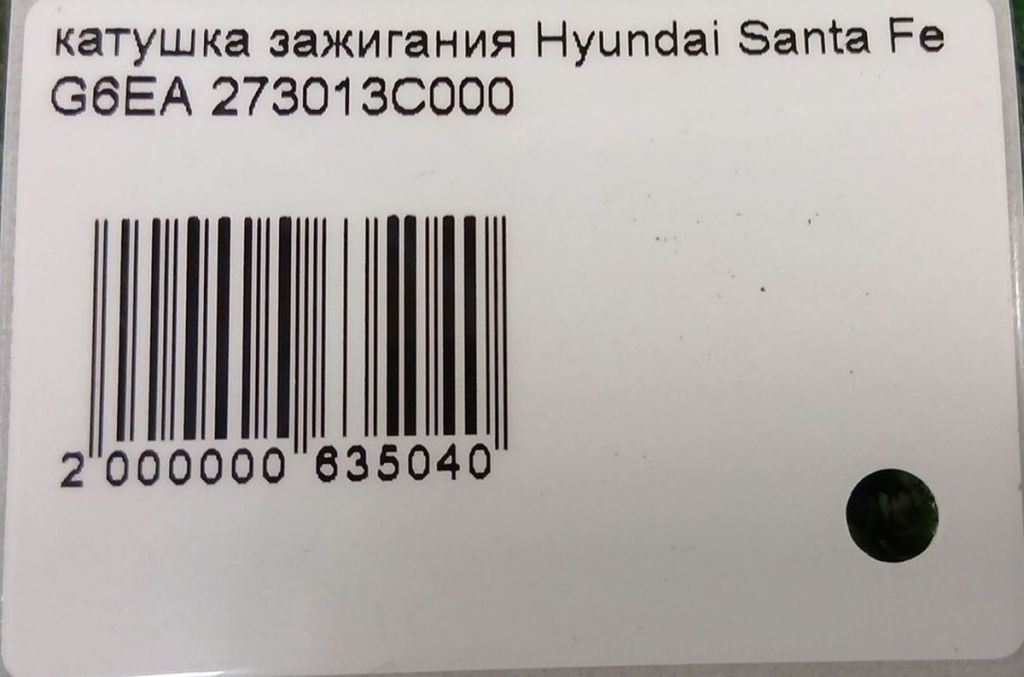 катушка зажигания Hyundai Santa Fe
G6EA 273013C000
2 000000 635040